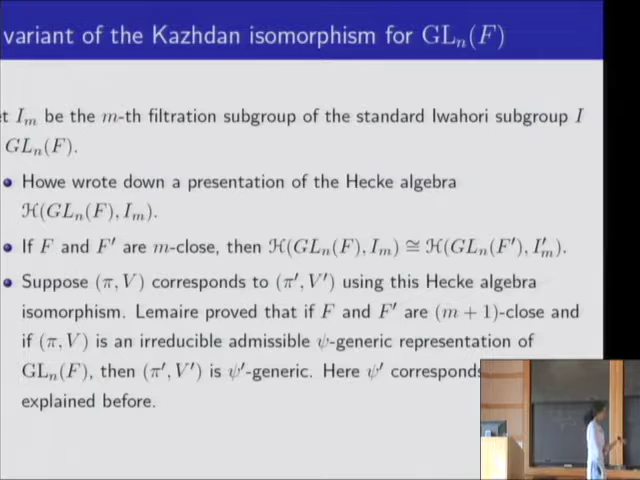 variant of the Kazhdan isomorphism for GLₙ(F)
Iₘ be the m-th filtration subgroup of the standard Iwahori subgroup I
GLₙ(F).
• Howe wrote down a presentation of the Hecke algebra
ℋ(GLₙ(F), Iₘ).
• If F and F′ are m-close, then ℋ(GLₙ(F), Iₘ) ≅ ℋ(GLₙ(F′), I′ₘ).
• Suppose (π, V) corresponds to (π′, V′) using this Hecke algebra
isomorphism. Lemaire proved that if F and F′ are (m + 1)-close and
if (π, V) is an irreducible admissible ψ-generic representation of
GLₙ(F), then (π′, V′) is ψ′-generic. Here ψ′ corresponds
explained before.